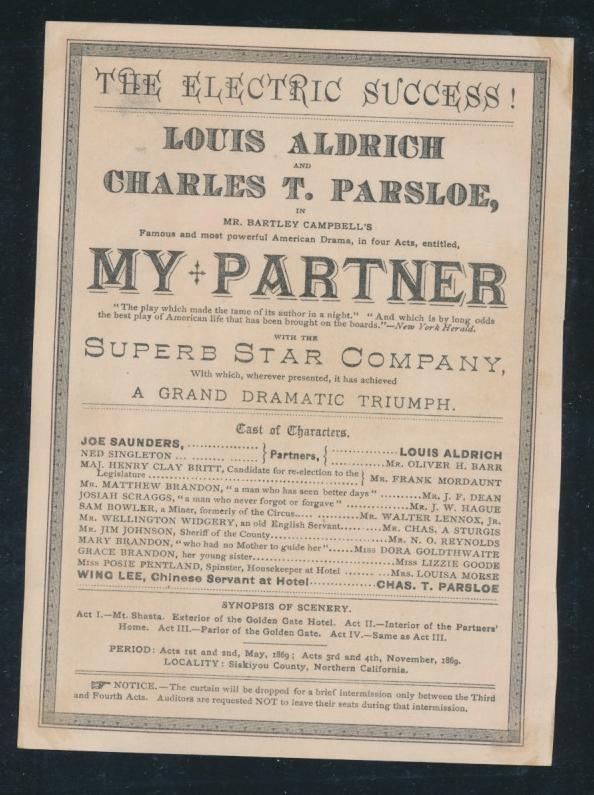 THE ELECTRIC SUCCESS!
LOUIS ALDRICH
AND
CHARLES T. PARSLOE,
IN
MR. BARTLEY CAMPBELL'S
Famous and most powerful American Drama, in four Acts, entitled,
MY PARTNER
"The play which made the fame of its author in a night." "And which is by long odds
the best play of American life that has been brought on the boards."—New York Herald.
WITH THE
SUPERB STAR COMPANY,
With which, wherever presented, it has achieved
A GRAND DRAMATIC TRIUMPH.
Cast of Characters.
JOE SAUNDERS, } Partners, { LOUIS ALDRICH
NED SINGLETON } { MR. OLIVER H. BARR
MAJ. HENRY CLAY BRITT, Candidate for re-election to the
Legislature } MR. FRANK MORDAUNT
MR. MATTHEW BRANDON, "a man who has seen better days" MR. J. F. DEAN
JOSIAH SCRAGGS, "a man who never forgot or forgave" MR. J. W. HAGUE
SAM BOWLER, a Miner, formerly of the Circus MR. WALTER LENNOX, JR.
MR. WELLINGTON WIDGERY, an old English Servant MR. CHAS. A STURGIS
MR. JIM JOHNSON, Sheriff of the County MR. N. O. REYNOLDS
MARY BRANDON, "who had no Mother to guide her" MISS DORA GOLDTHWAITE
GRACE BRANDON, her young sister MISS LIZZIE GOODE
MISS POSIE PENTLAND, Spinster, Housekeeper at Hotel MRS. LOUISA MORSE
WING LEE, Chinese Servant at Hotel CHAS. T. PARSLOE
SYNOPSIS OF SCENERY.
Act I.—Mt. Shasta. Exterior of the Golden Gate Hotel. Act II.—Interior of the Partners'
Home. Act III.—Parlor of the Golden Gate. Act IV.—Same as Act III.
PERIOD: Acts 1st and 2nd, May, 1869; Acts 3rd and 4th, November, 1869.
LOCALITY: Siskiyou County, Northern California.
☞ NOTICE.—The curtain will be dropped for a brief intermission only between the Third
and Fourth Acts. Auditors are requested NOT to leave their seats during that intermission.